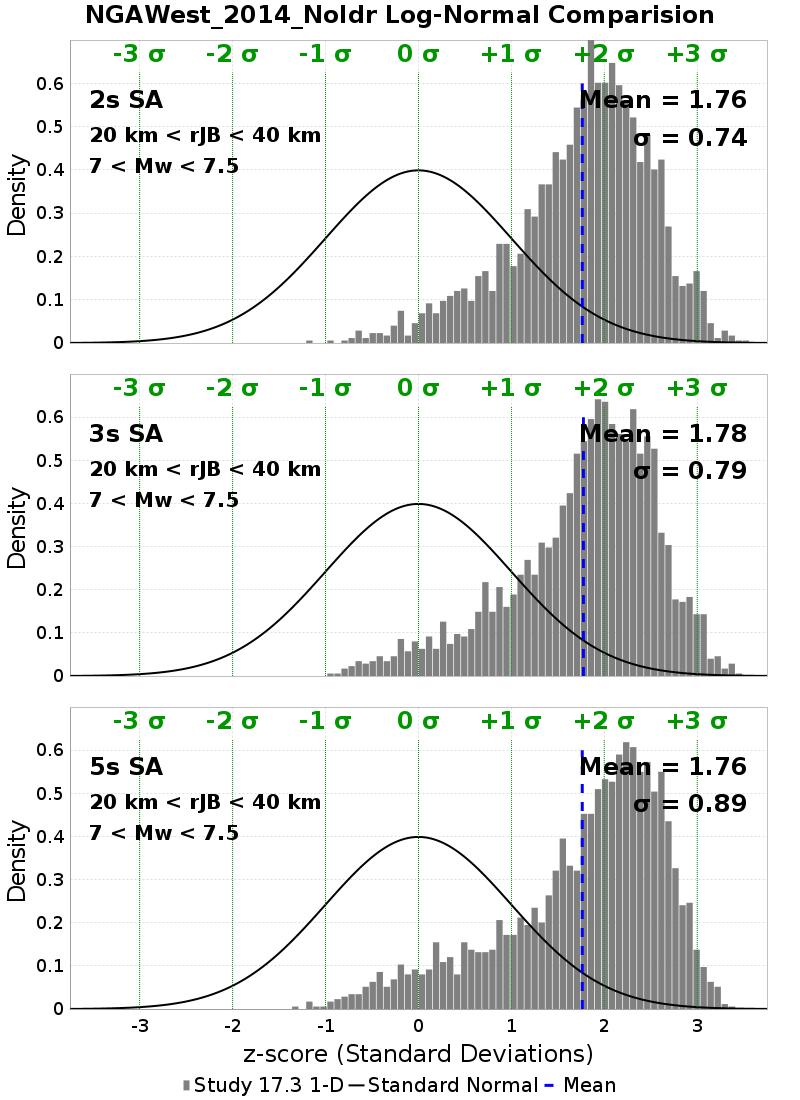 NGAWest_2014_NoIdr Log-Normal Comparision
-3 σ -2 σ -1 σ 0 σ +1 σ +2 σ +3 σ
0.6
2s SA
Mean = 1.76
0.5
20 km < rJB < 40 km
σ = 0.74
7 < Mw < 7.5
0.4
Density
0.3
0.2
0.1
0
-3 σ -2 σ -1 σ 0 σ +1 σ +2 σ +3 σ
0.6
3s SA
Mean = 1.78
0.5
20 km < rJB < 40 km
σ = 0.79
7 < Mw < 7.5
0.4
Density
0.3
0.2
0.1
0
-3 σ -2 σ -1 σ 0 σ +1 σ +2 σ +3 σ
0.6
5s SA
Mean = 1.76
0.5
20 km < rJB < 40 km
σ = 0.89
7 < Mw < 7.5
0.4
Density
0.3
0.2
0.1
0
-3 -2 -1 0 1 2 3
z-score (Standard Deviations)
Study 17.3 1-D Standard Normal Mean